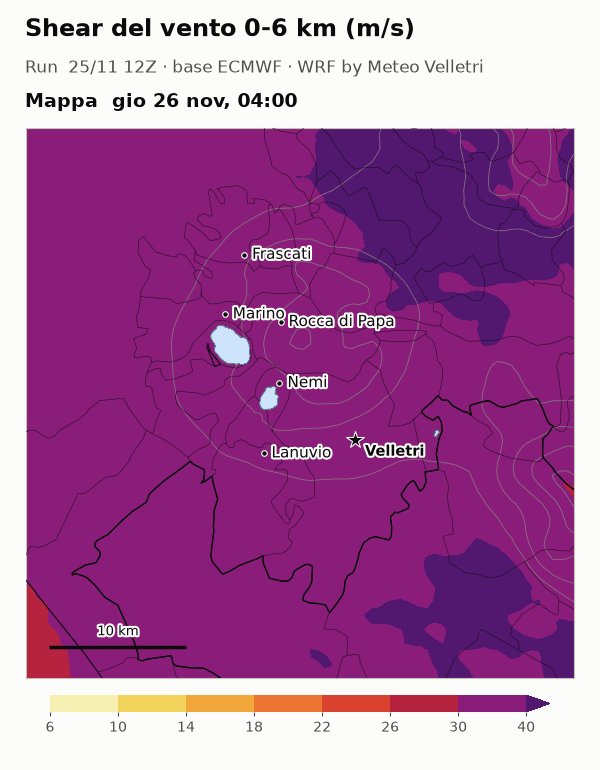 Shear del vento 0-6 km (m/s)
Run  25/11 12Z · base ECMWF · WRF by Meteo Velletri
Mappa  gio 26 nov, 04:00
Frascati
Marino
Rocca di Papa
Nemi
Lanuvio
Velletri
10 km
6 10 14 18 22 26 30 40